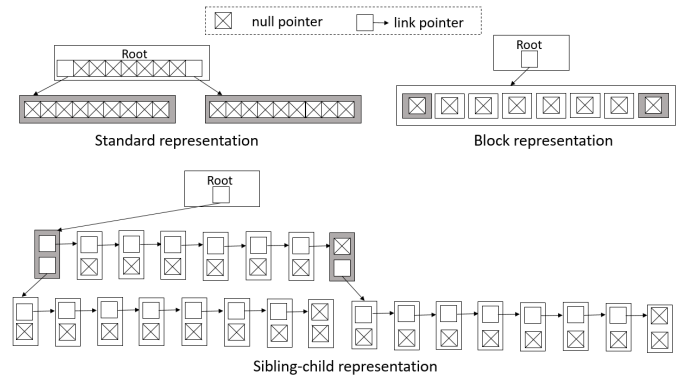 null pointer
link pointer
Root
Root
Standard representation
Block representation
Root
Sibling-child representation